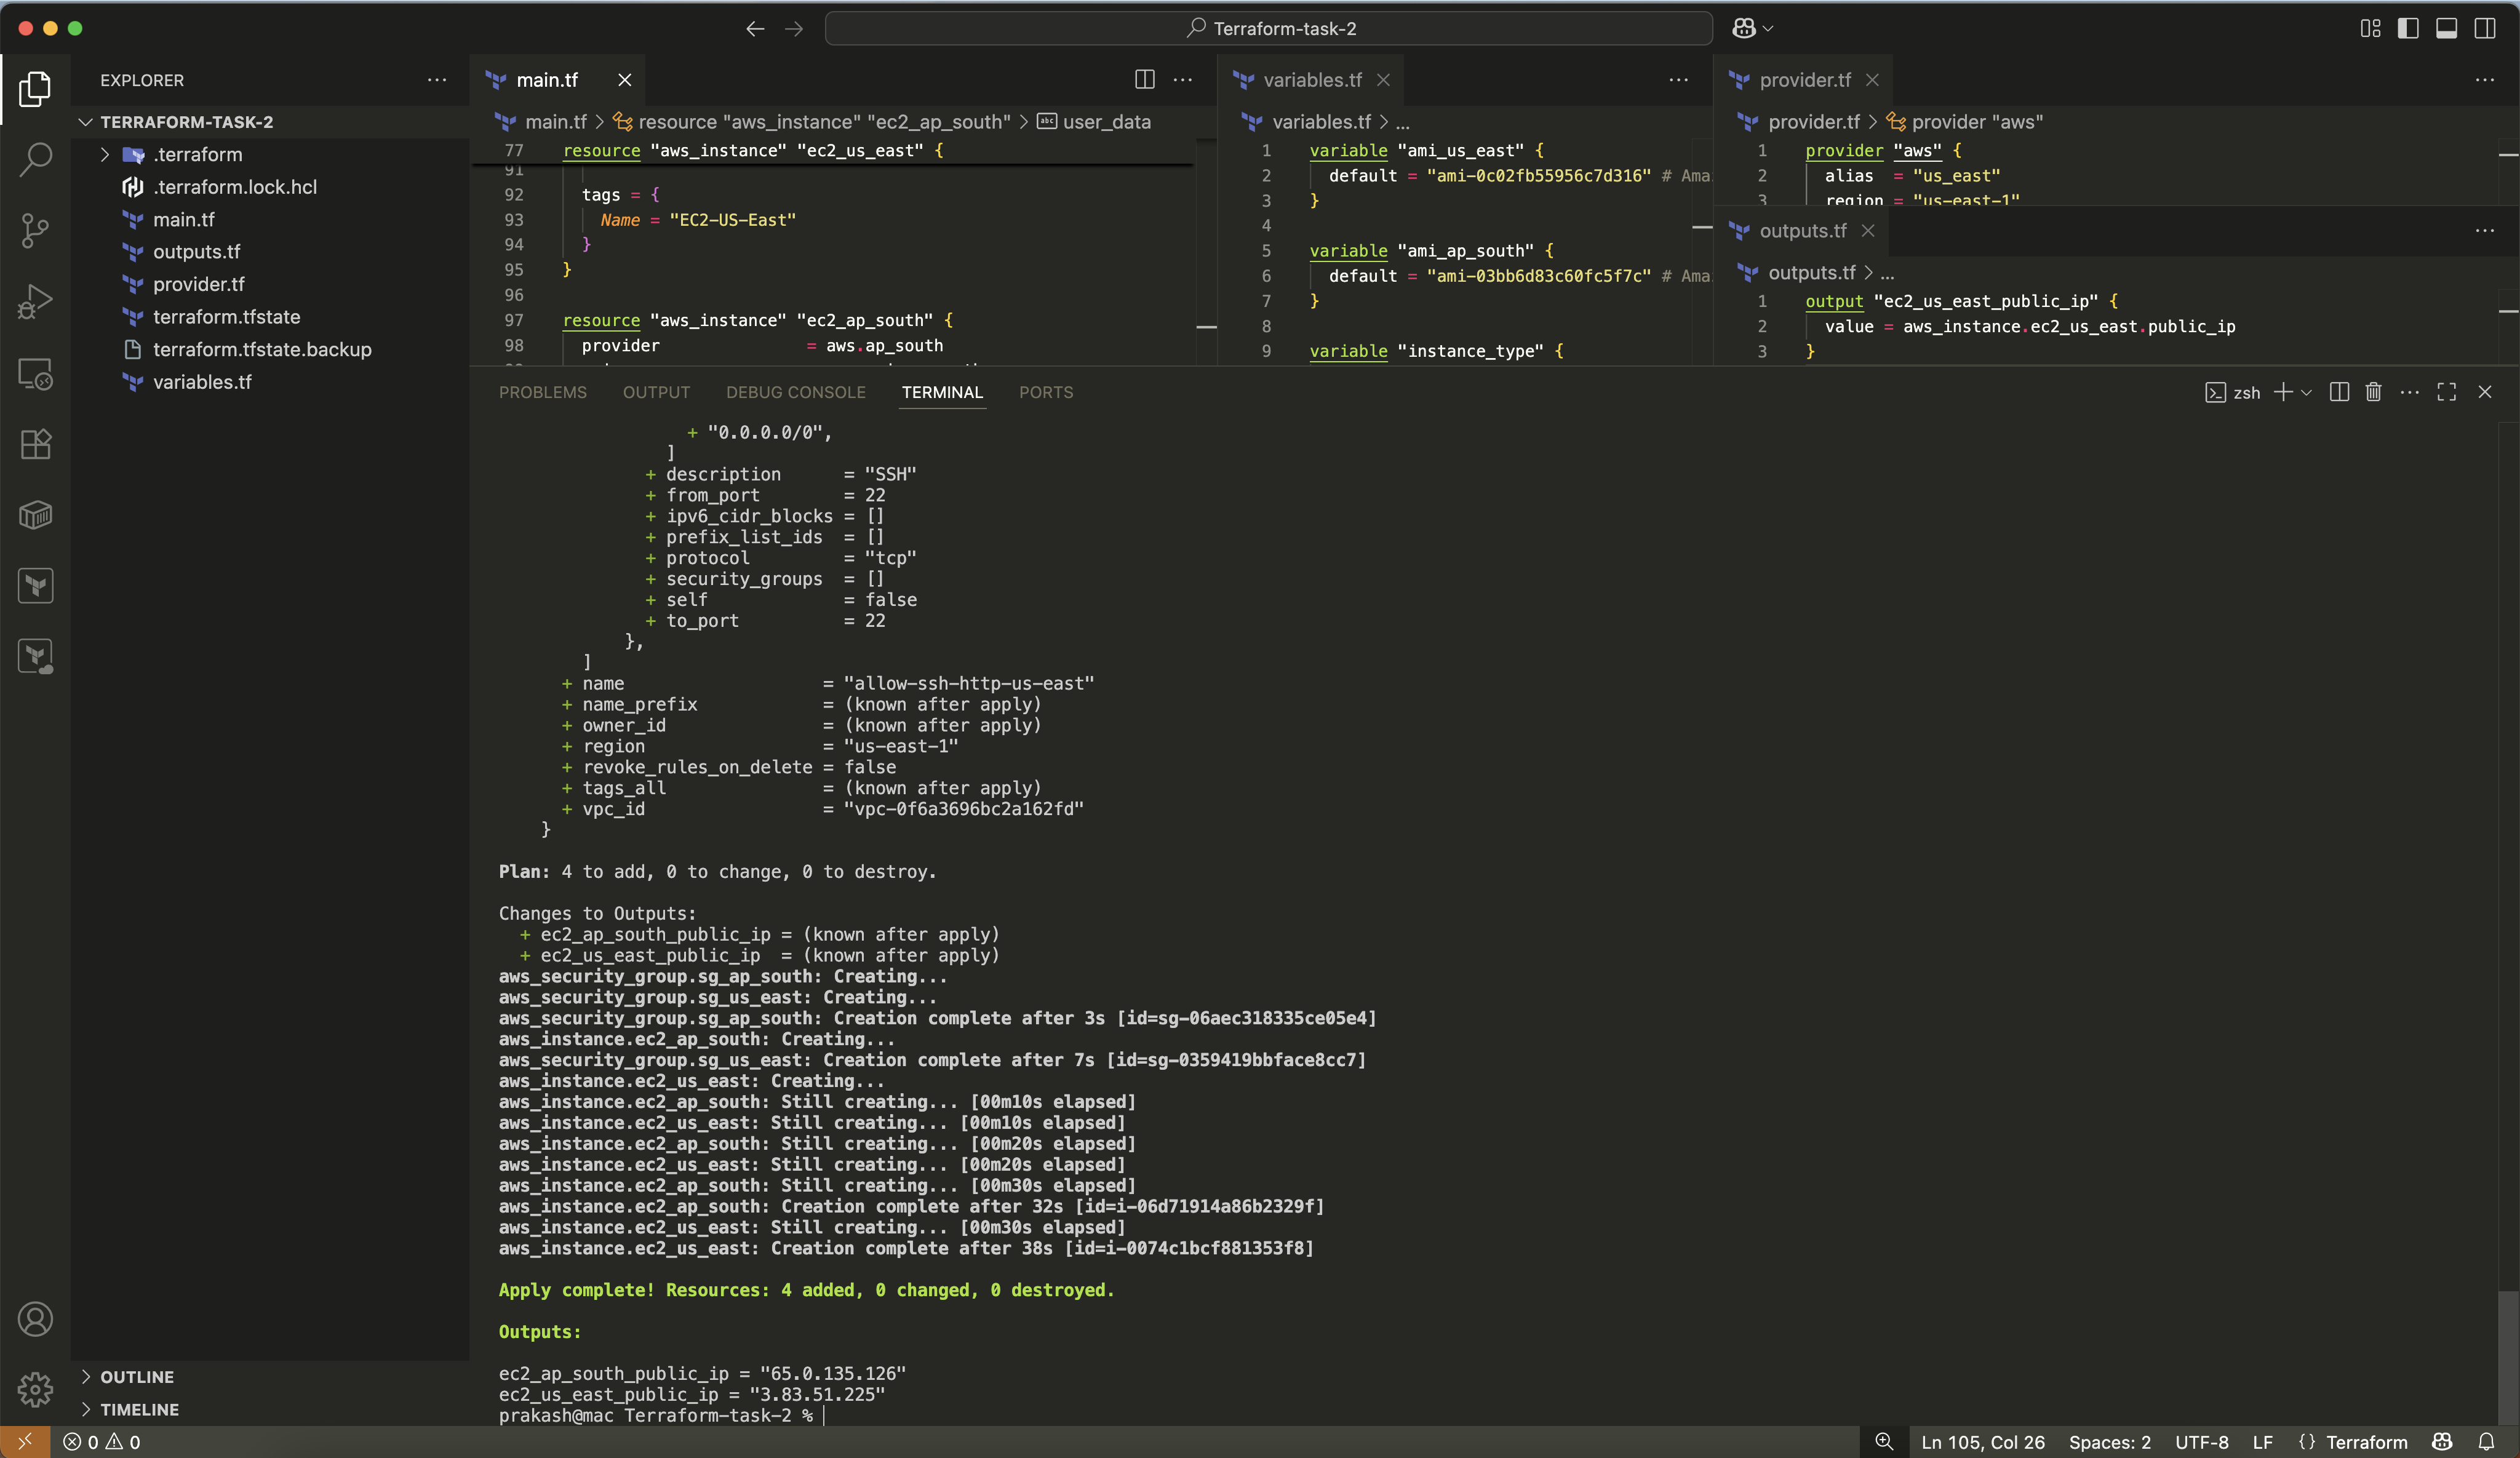 Terraform-task-2
EXPLORER
TERRAFORM-TASK-2
.terraform
.terraform.lock.hcl
main.tf
outputs.tf
provider.tf
terraform.tfstate
terraform.tfstate.backup
variables.tf
OUTLINE
TIMELINE
main.tf
main.tf > resource "aws_instance" "ec2_ap_south" > abc user_data
77 resource "aws_instance" "ec2_us_east" {
91
92 tags = {
93 Name = "EC2-US-East"
94 }
95 }
96
97 resource "aws_instance" "ec2_ap_south" {
98 provider = aws.ap_south
variables.tf
variables.tf > ...
1 variable "ami_us_east" {
2 default = "ami-0c02fb55956c7d316" # Ama
3 }
4
5 variable "ami_ap_south" {
6 default = "ami-03bb6d83c60fc5f7c" # Ama
7 }
8
9 variable "instance_type" {
provider.tf
provider.tf > provider "aws"
1 provider "aws" {
2 alias = "us_east"
3 region = "us-east-1"
outputs.tf
outputs.tf > ...
1 output "ec2_us_east_public_ip" {
2 value = aws_instance.ec2_us_east.public_ip
3 }
PROBLEMS OUTPUT DEBUG CONSOLE TERMINAL PORTS
zsh
+ "0.0.0.0/0",
]
+ description = "SSH"
+ from_port = 22
+ ipv6_cidr_blocks = []
+ prefix_list_ids = []
+ protocol = "tcp"
+ security_groups = []
+ self = false
+ to_port = 22
},
]
+ name = "allow-ssh-http-us-east"
+ name_prefix = (known after apply)
+ owner_id = (known after apply)
+ region = "us-east-1"
+ revoke_rules_on_delete = false
+ tags_all = (known after apply)
+ vpc_id = "vpc-0f6a3696bc2a162fd"
}
Plan: 4 to add, 0 to change, 0 to destroy.
Changes to Outputs:
+ ec2_ap_south_public_ip = (known after apply)
+ ec2_us_east_public_ip = (known after apply)
aws_security_group.sg_ap_south: Creating...
aws_security_group.sg_us_east: Creating...
aws_security_group.sg_ap_south: Creation complete after 3s [id=sg-06aec318335ce05e4]
aws_instance.ec2_ap_south: Creating...
aws_security_group.sg_us_east: Creation complete after 7s [id=sg-0359419bbface8cc7]
aws_instance.ec2_us_east: Creating...
aws_instance.ec2_ap_south: Still creating... [00m10s elapsed]
aws_instance.ec2_us_east: Still creating... [00m10s elapsed]
aws_instance.ec2_ap_south: Still creating... [00m20s elapsed]
aws_instance.ec2_us_east: Still creating... [00m20s elapsed]
aws_instance.ec2_ap_south: Still creating... [00m30s elapsed]
aws_instance.ec2_ap_south: Creation complete after 32s [id=i-06d71914a86b2329f]
aws_instance.ec2_us_east: Still creating... [00m30s elapsed]
aws_instance.ec2_us_east: Creation complete after 38s [id=i-0074c1bcf881353f8]
Apply complete! Resources: 4 added, 0 changed, 0 destroyed.
Outputs:
ec2_ap_south_public_ip = "65.0.135.126"
ec2_us_east_public_ip = "3.83.51.225"
prakash@mac Terraform-task-2 %
0 0
Ln 105, Col 26 Spaces: 2 UTF-8 LF {} Terraform